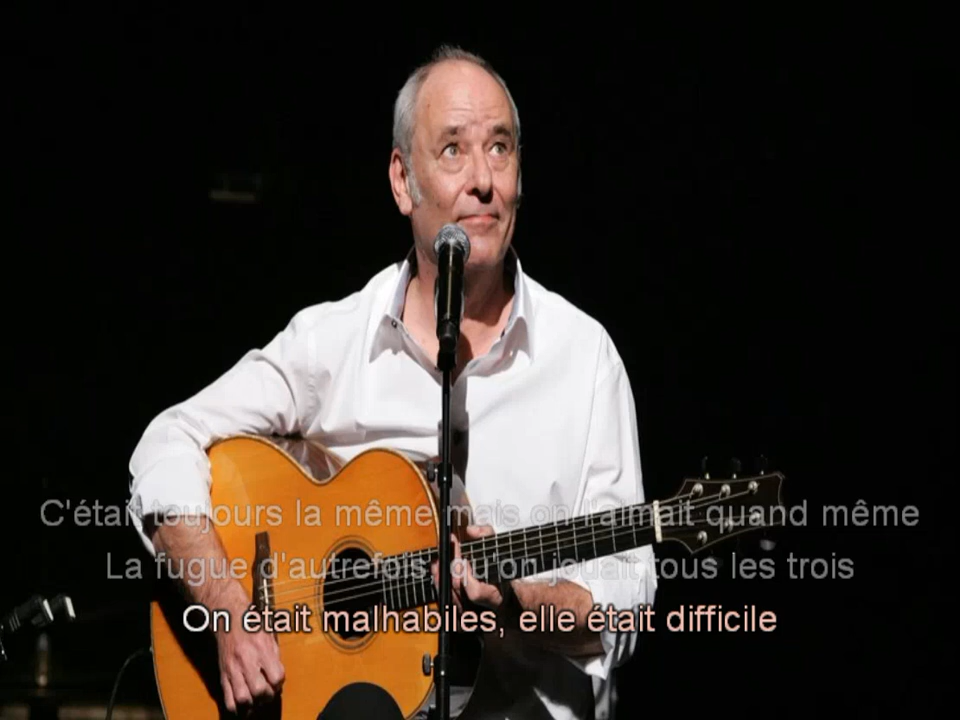 C'était toujours la même mais on l'aimait quand même
La fugue d'autrefois, qu'on jouait tous les trois
On était malhabiles, elle était difficile